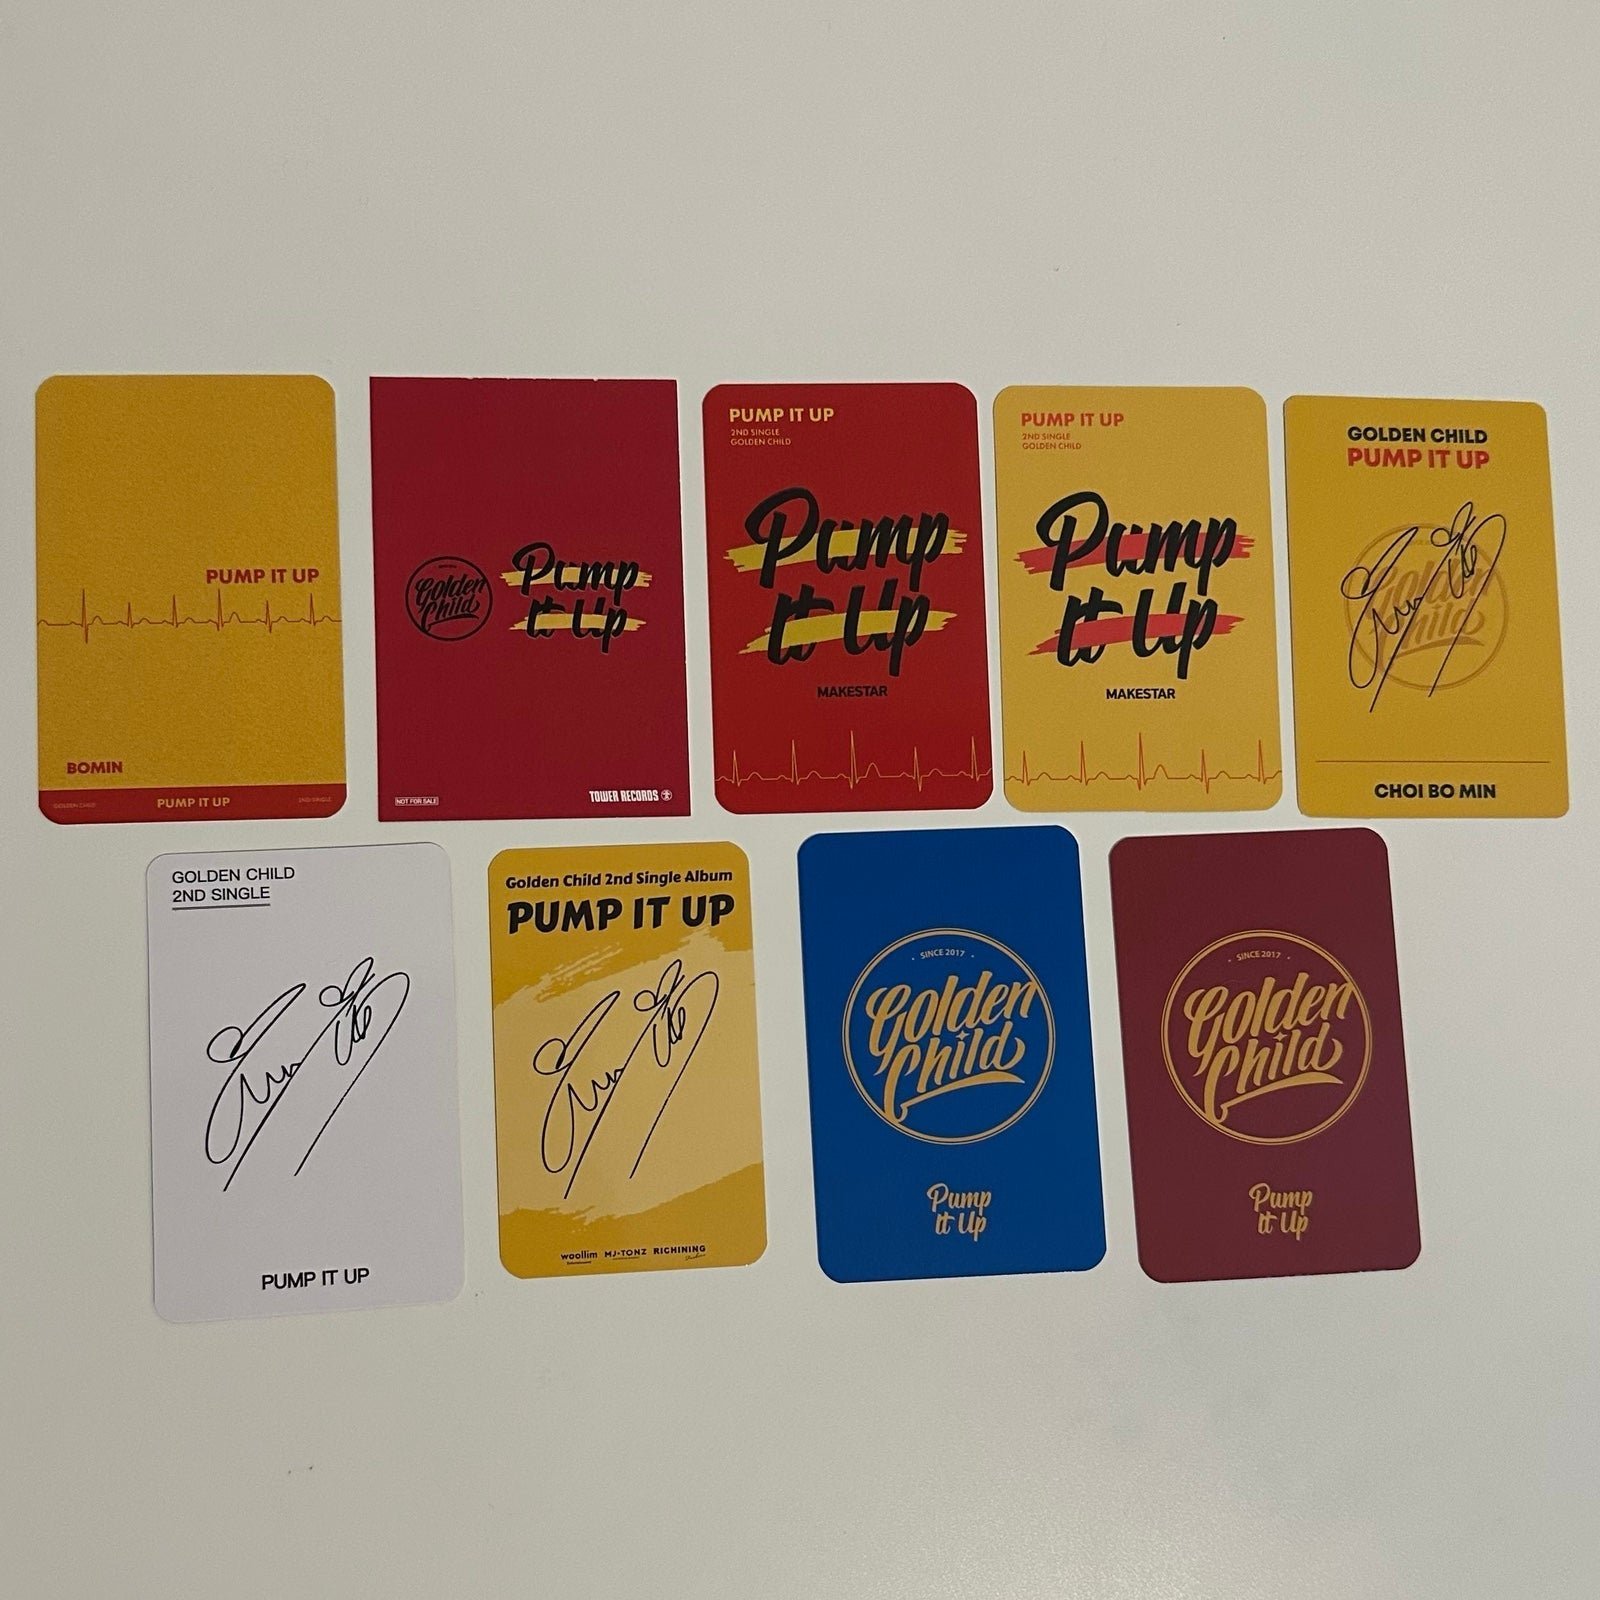 PUMP IT UP
BOMIN
GOLDEN CHILD
PUMP IT UP
2ND SINGLE
Golden
Child
Pump
It Up
NOT FOR SALE
TOWER RECORDS
PUMP IT UP
2ND SINGLE
GOLDEN CHILD
Pump
It Up
MAKESTAR
PUMP IT UP
2ND SINGLE
GOLDEN CHILD
Pump
It Up
MAKESTAR
GOLDEN CHILD
PUMP IT UP
Golden
Child
CHOI BO MIN
GOLDEN CHILD
2ND SINGLE
PUMP IT UP
Golden Child 2nd Single Album
PUMP IT UP
woollim MJ-TONZ RICHINING
Entertainment
· SINCE 2017 ·
Golden
Child
Pump
It Up
· SINCE 2017 ·
Golden
Child
Pump
It Up